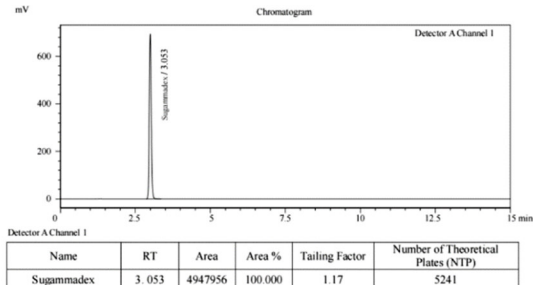 mV
Chromatogram
Detector A Channel 1
Sugammadex / 3.053
600
400
200
0
0 2.5 5 7.5 10 12.5 15 min
Detector A Channel 1
Name RT Area Area % Tailing Factor Number of Theoretical Plates (NTP)
Sugammadex 3. 053 4947956 100.000 1.17 5241